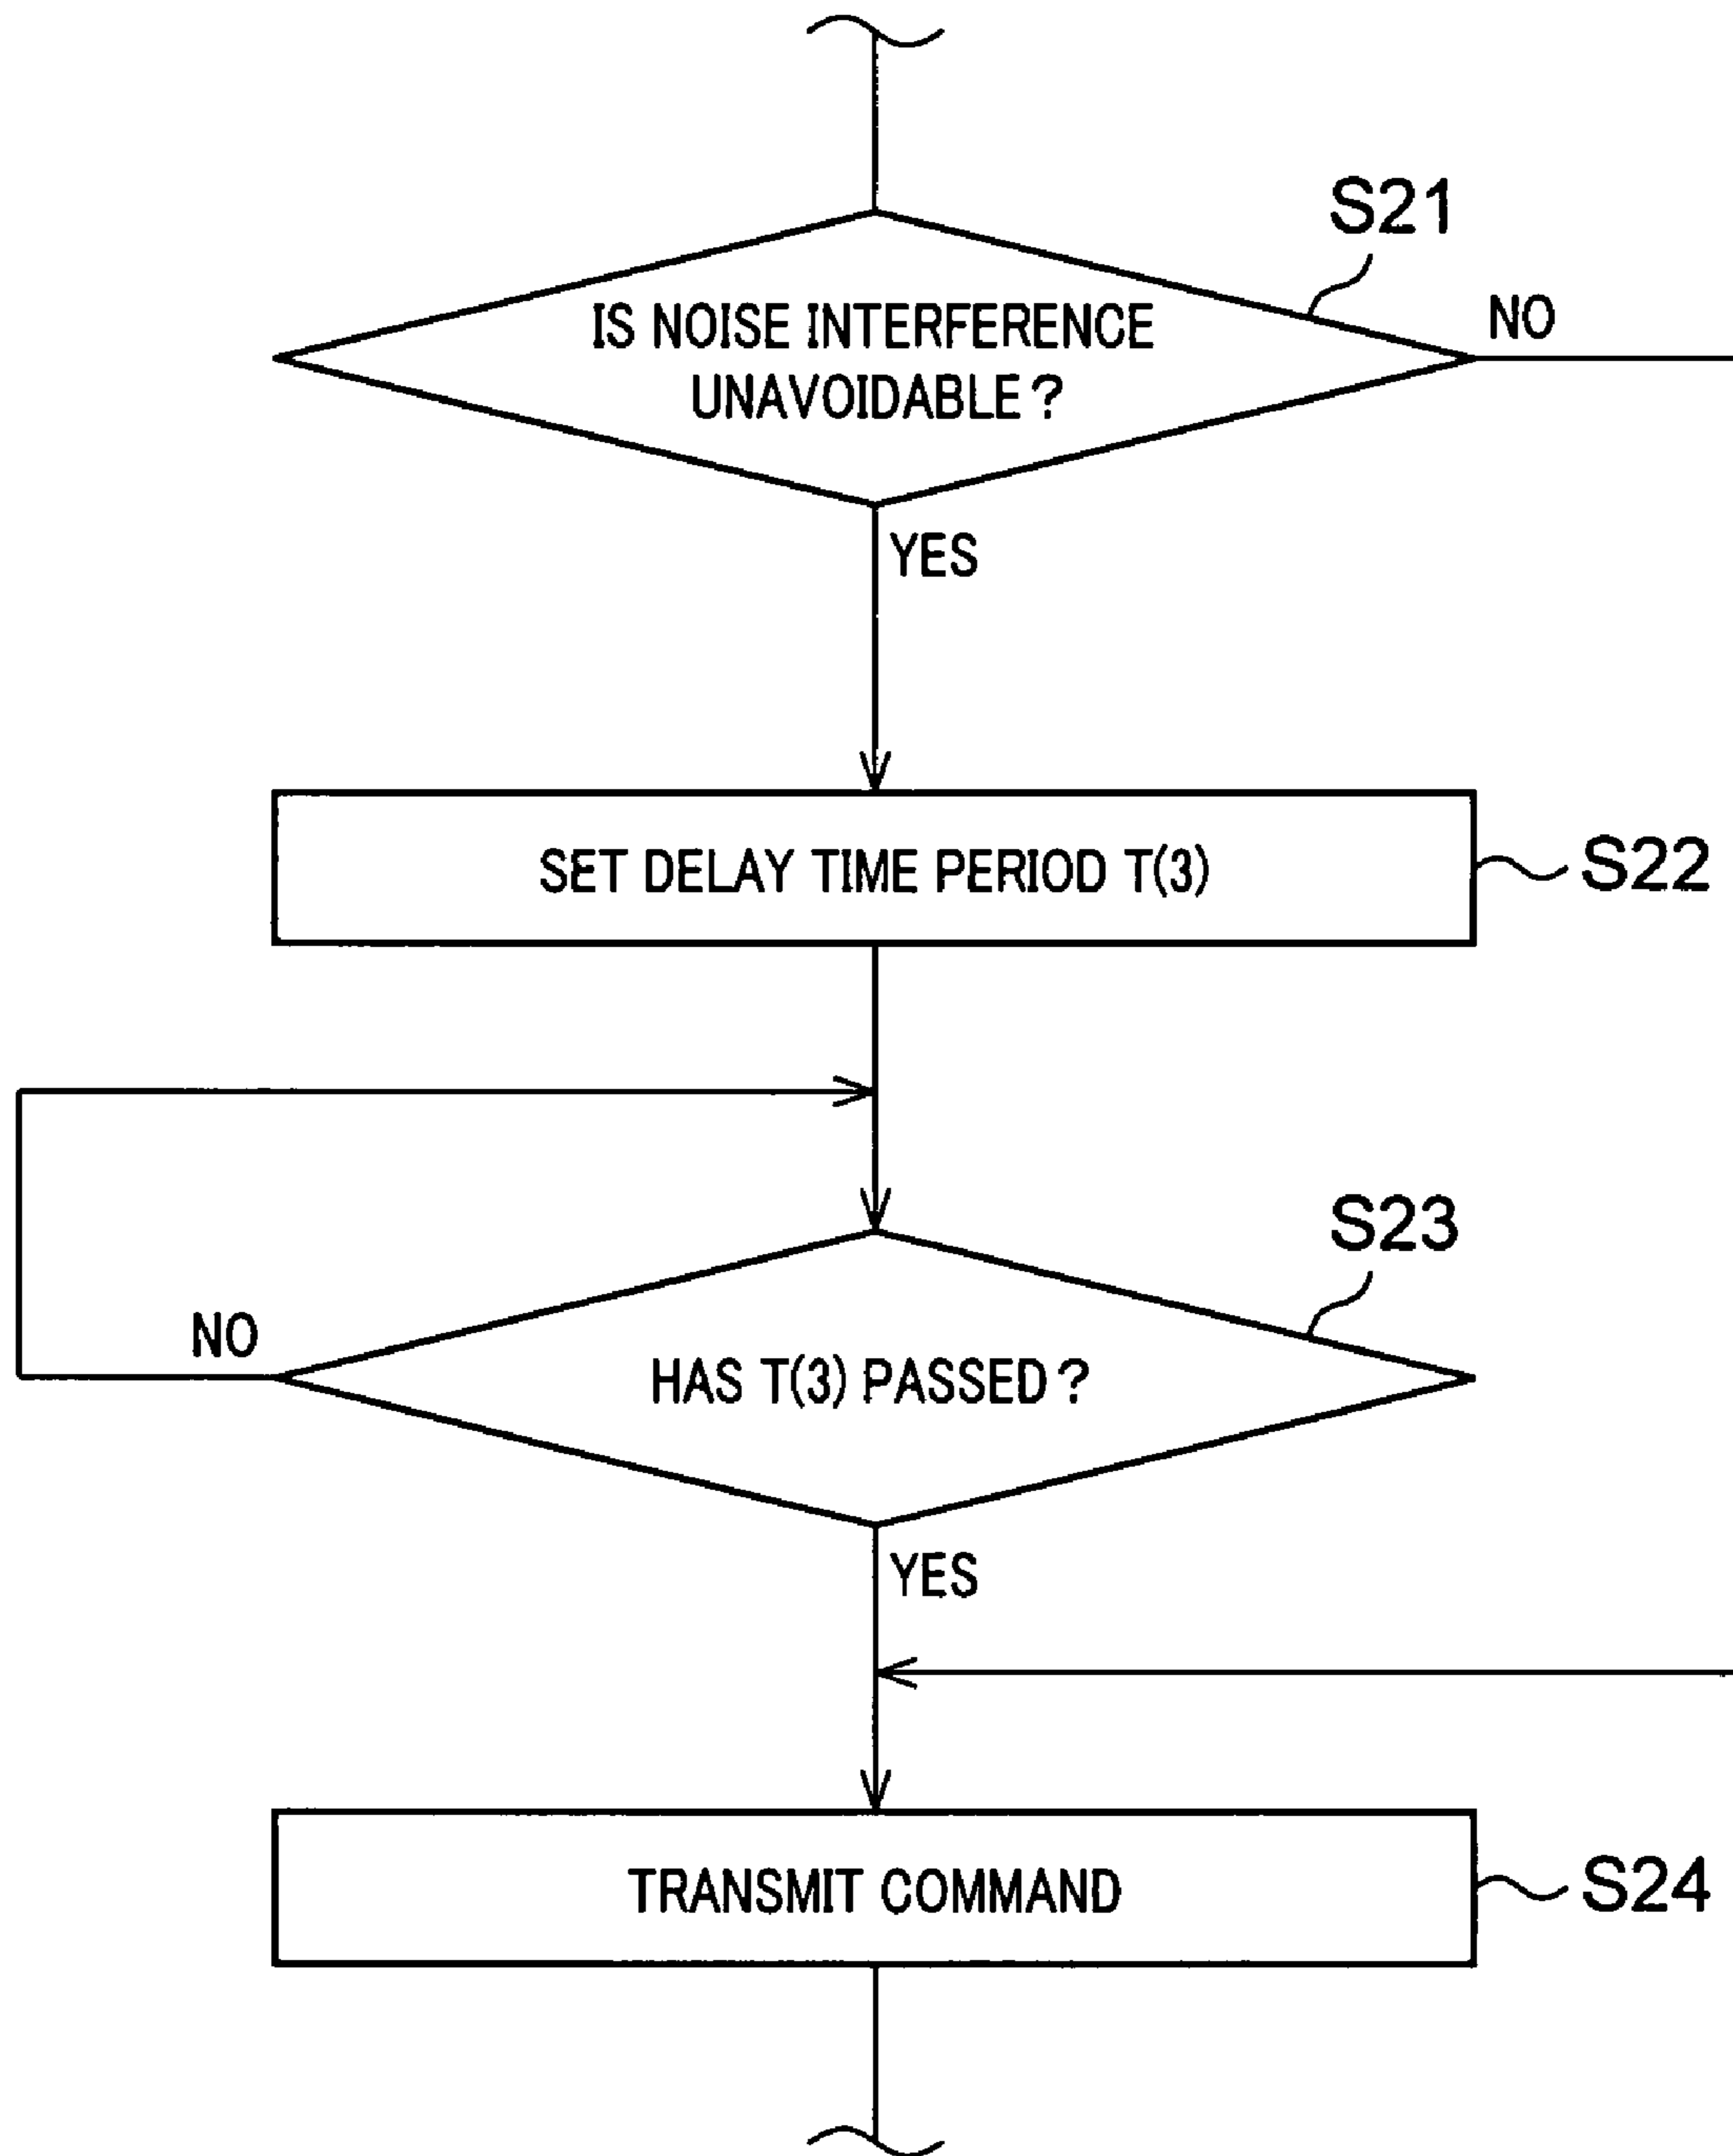 S21
IS NOISE INTERFERENCE
UNAVOIDABLE ?
NO
YES
SET DELAY TIME PERIOD T(3)
S22
S23
NO
HAS T(3) PASSED ?
YES
TRANSMIT COMMAND
S24